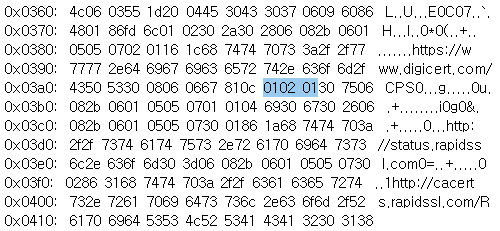 0x0360: 4c06 0355 1d20 0445 3043 3037 0609 6086 L..U...E0C07..`.
0x0370: 4801 86fd 6c01 0230 2a30 2806 082b 0601 H...l..0*0(..+..
0x0380: 0505 0702 0116 1c68 7474 7073 3a2f 2f77 .......https://w
0x0390: 7777 2e64 6967 6963 6572 742e 636f 6d2f ww.digicert.com/
0x03a0: 4350 5330 0806 0667 810c 0102 0130 7506 CPS0...g.....0u.
0x03b0: 082b 0601 0505 0701 0104 6930 6730 2606 .+........i0g0&.
0x03c0: 082b 0601 0505 0730 0186 1a68 7474 703a .+.....0...http:
0x03d0: 2f2f 7374 6174 7573 2e72 6170 6964 7373 //status.rapidss
0x03e0: 6c2e 636f 6d30 3d06 082b 0601 0505 0730 l.com0=..+.....0
0x03f0: 0286 3168 7474 703a 2f2f 6361 6365 7274 ..1http://cacert
0x0400: 732e 7261 7069 6473 736c 2e63 6f6d 2f52 s.rapidssl.com/R
0x0410: 6170 6964 5353 4c52 5341 4341 3230 3138